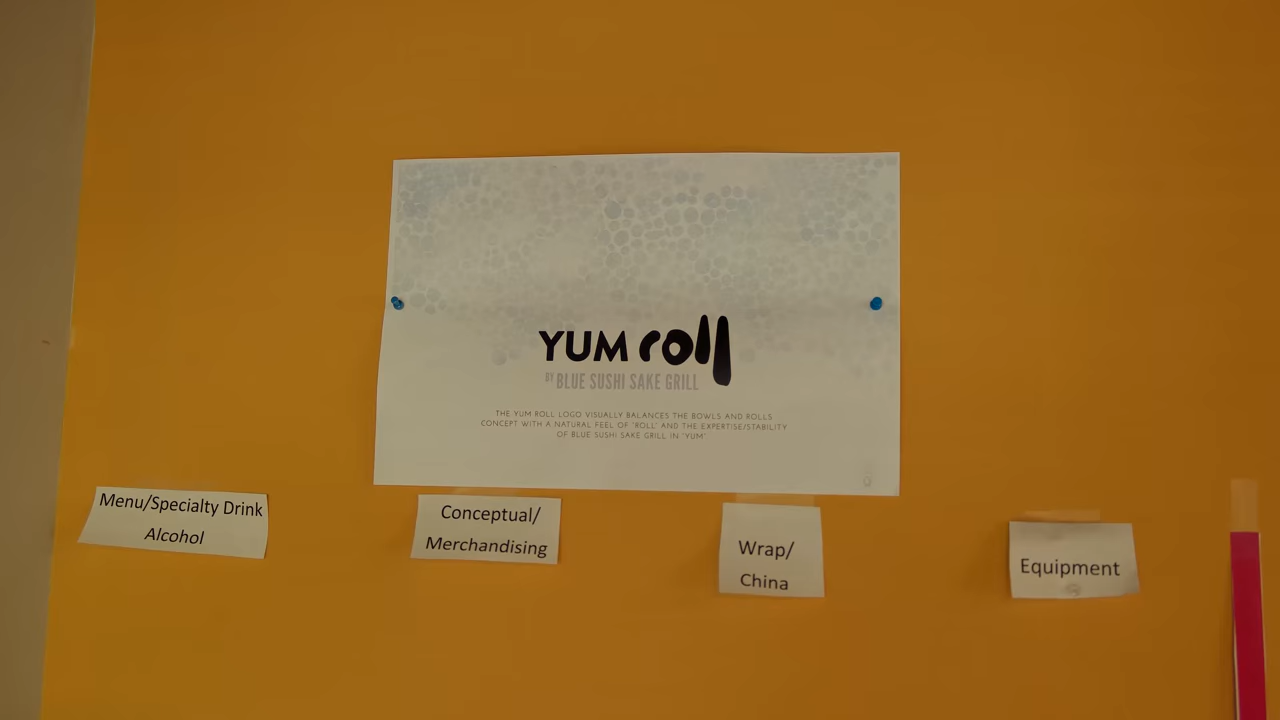 YUM roll
BY BLUE SUSHI SAKE GRILL
THE YUM ROLL LOGO VISUALLY BALANCES THE BOWLS AND ROLLS
CONCEPT WITH A NATURAL FEEL OF "ROLL" AND THE EXPERTISE/STABILITY
OF BLUE SUSHI SAKE GRILL IN "YUM"
Menu/Specialty Drink
Alcohol
Conceptual/
Merchandising
Wrap/
China
Equipment